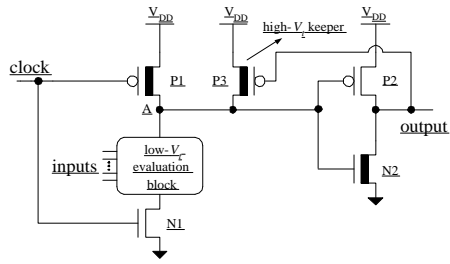 V_DD V_DD high-V_t keeper V_DD
clock
P1 P3 P2
A
output
inputs
low-V_t
evaluation
block
N2
N1